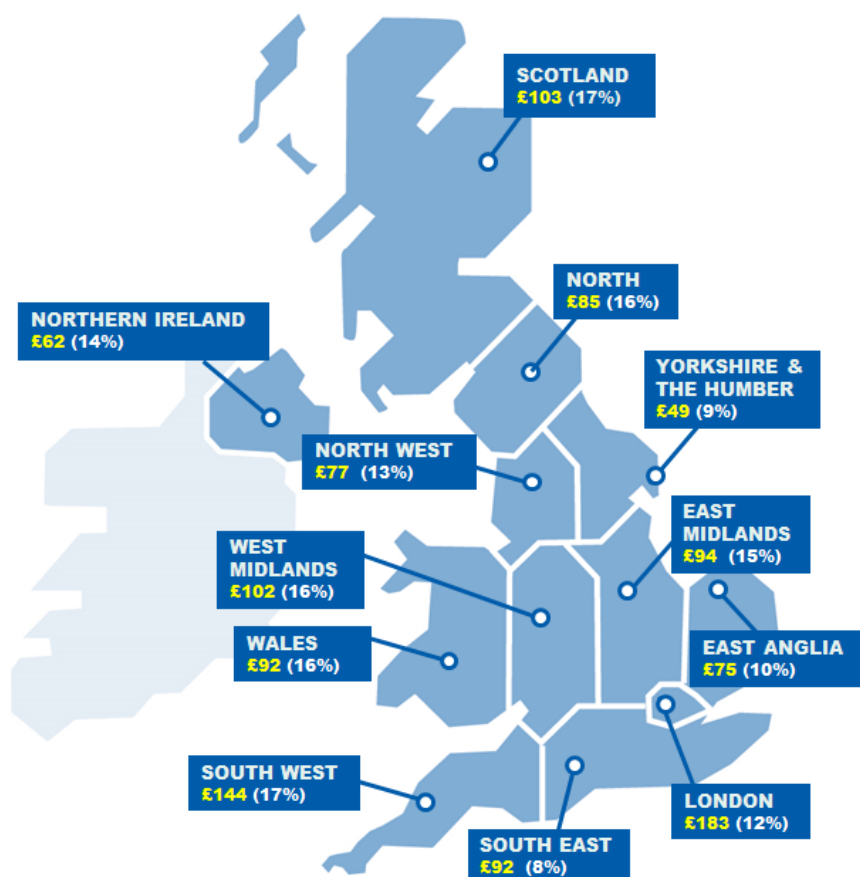 SCOTLAND
£103 (17%)
NORTH
£85 (16%)
NORTHERN IRELAND
£62 (14%)
YORKSHIRE &
THE HUMBER
£49 (9%)
NORTH WEST
£77 (13%)
EAST
MIDLANDS
£94 (15%)
WEST
MIDLANDS
£102 (16%)
WALES
£92 (16%)
EAST ANGLIA
£75 (10%)
SOUTH WEST
£144 (17%)
LONDON
£183 (12%)
SOUTH EAST
£92 (8%)